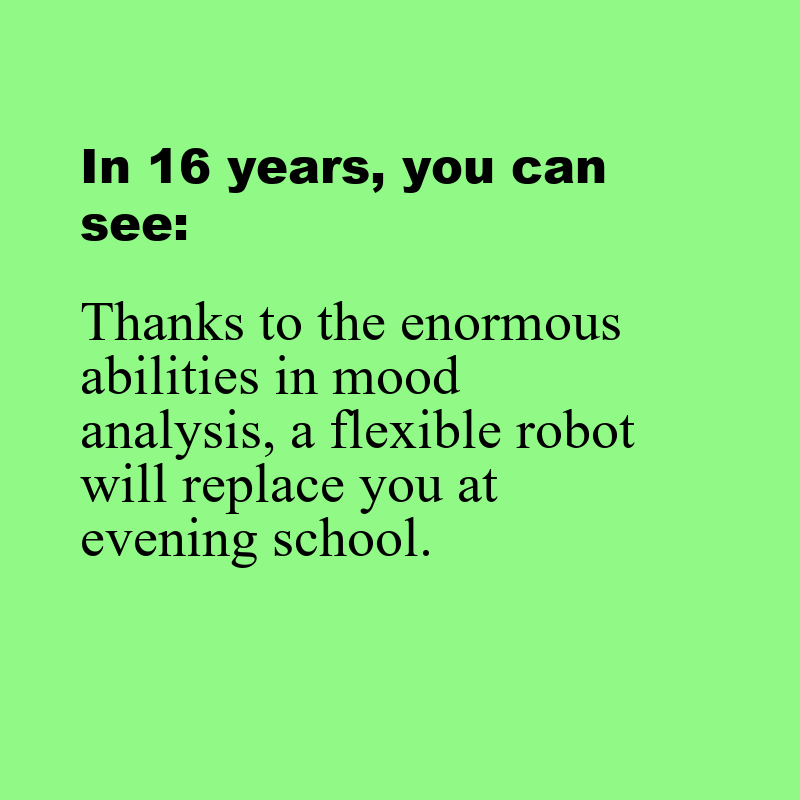 In 16 years, you can
see:
Thanks to the enormous
abilities in mood
analysis, a flexible robot
will replace you at
evening school.